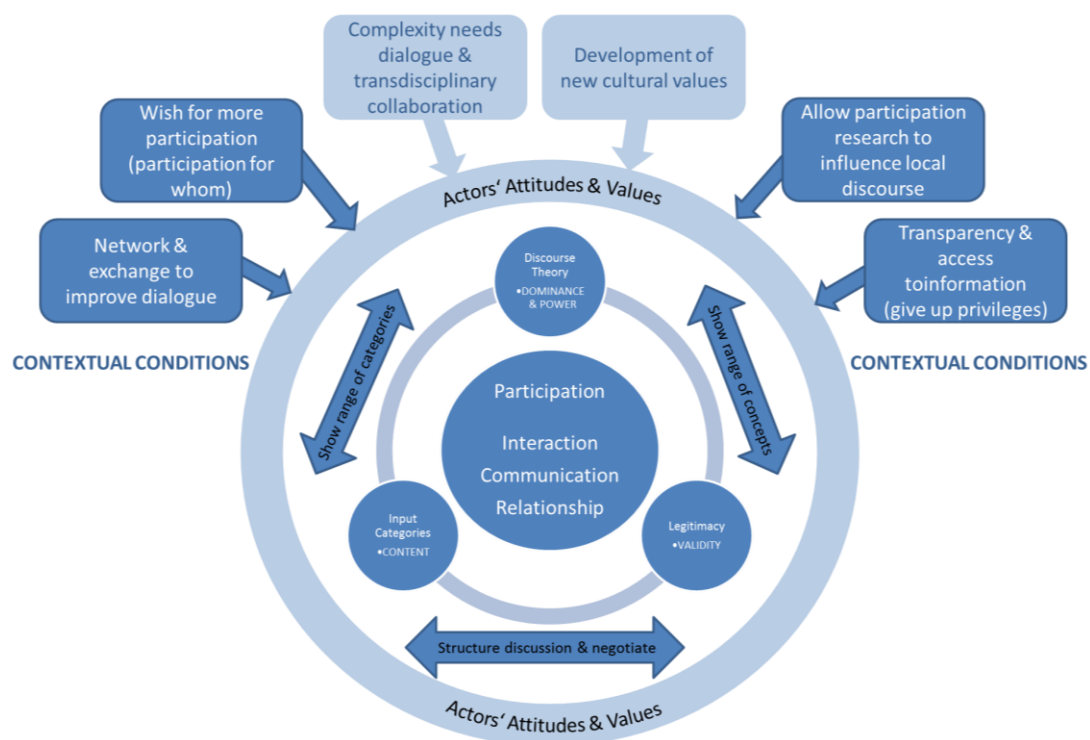 Complexity needs
dialogue &
transdisciplinary
collaboration
Development of
new cultural values
Wish for more
participation
(participation for
whom)
Allow participation
research to
influence local
discourse
Network &
exchange to
improve dialogue
Transparency &
access
toinformation
(give up privileges)
CONTEXTUAL CONDITIONS
CONTEXTUAL CONDITIONS
Actors‘ Attitudes & Values
Discourse
Theory
•DOMINANCE
& POWER
Show range of categories
Show range of concepts
Participation
Interaction
Communication
Relationship
Input
Categories
•CONTENT
Legitimacy
•VALIDITY
Structure discussion & negotiate
Actors‘ Attitudes & Values